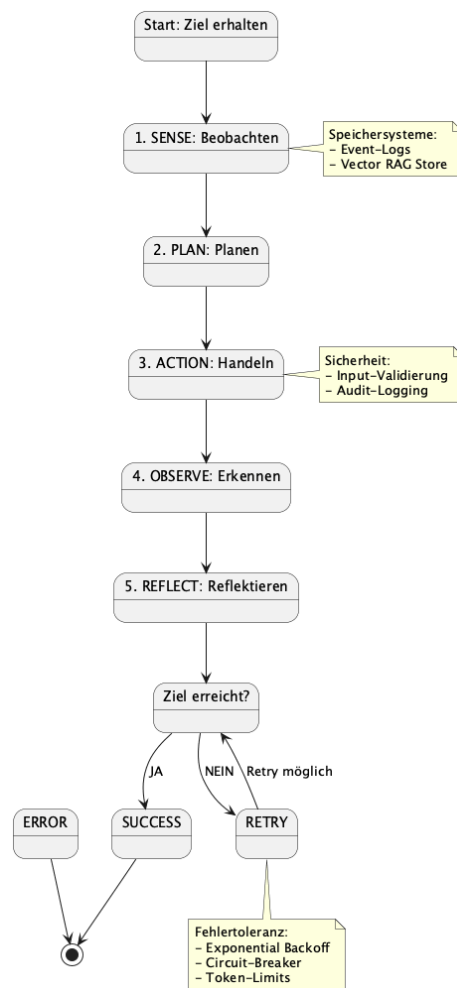 Start: Ziel erhalten
1. SENSE: Beobachten
Speichersysteme:
- Event-Logs
- Vector RAG Store
2. PLAN: Planen
3. ACTION: Handeln
Sicherheit:
- Input-Validierung
- Audit-Logging
4. OBSERVE: Erkennen
5. REFLECT: Reflektieren
Ziel erreicht?
JA
NEIN
Retry möglich
ERROR
SUCCESS
RETRY
Fehlertoleranz:
- Exponential Backoff
- Circuit-Breaker
- Token-Limits